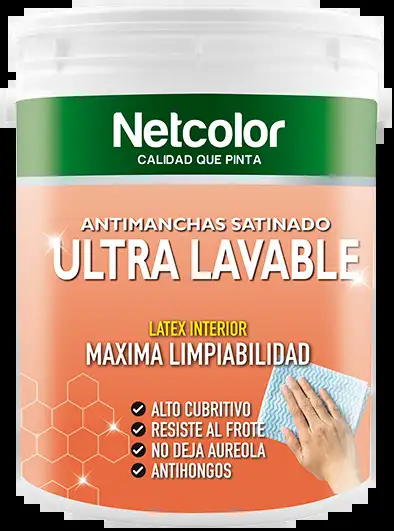 Netcolor
CALIDAD QUE PINTA
ANTIMANCHAS SATINADO
ULTRA LAVABLE
LATEX INTERIOR
MAXIMA LIMPIABILIDAD
ALTO CUBRITIVO
RESISTE AL FROTE
NO DEJA AUREOLA
ANTIHONGOS